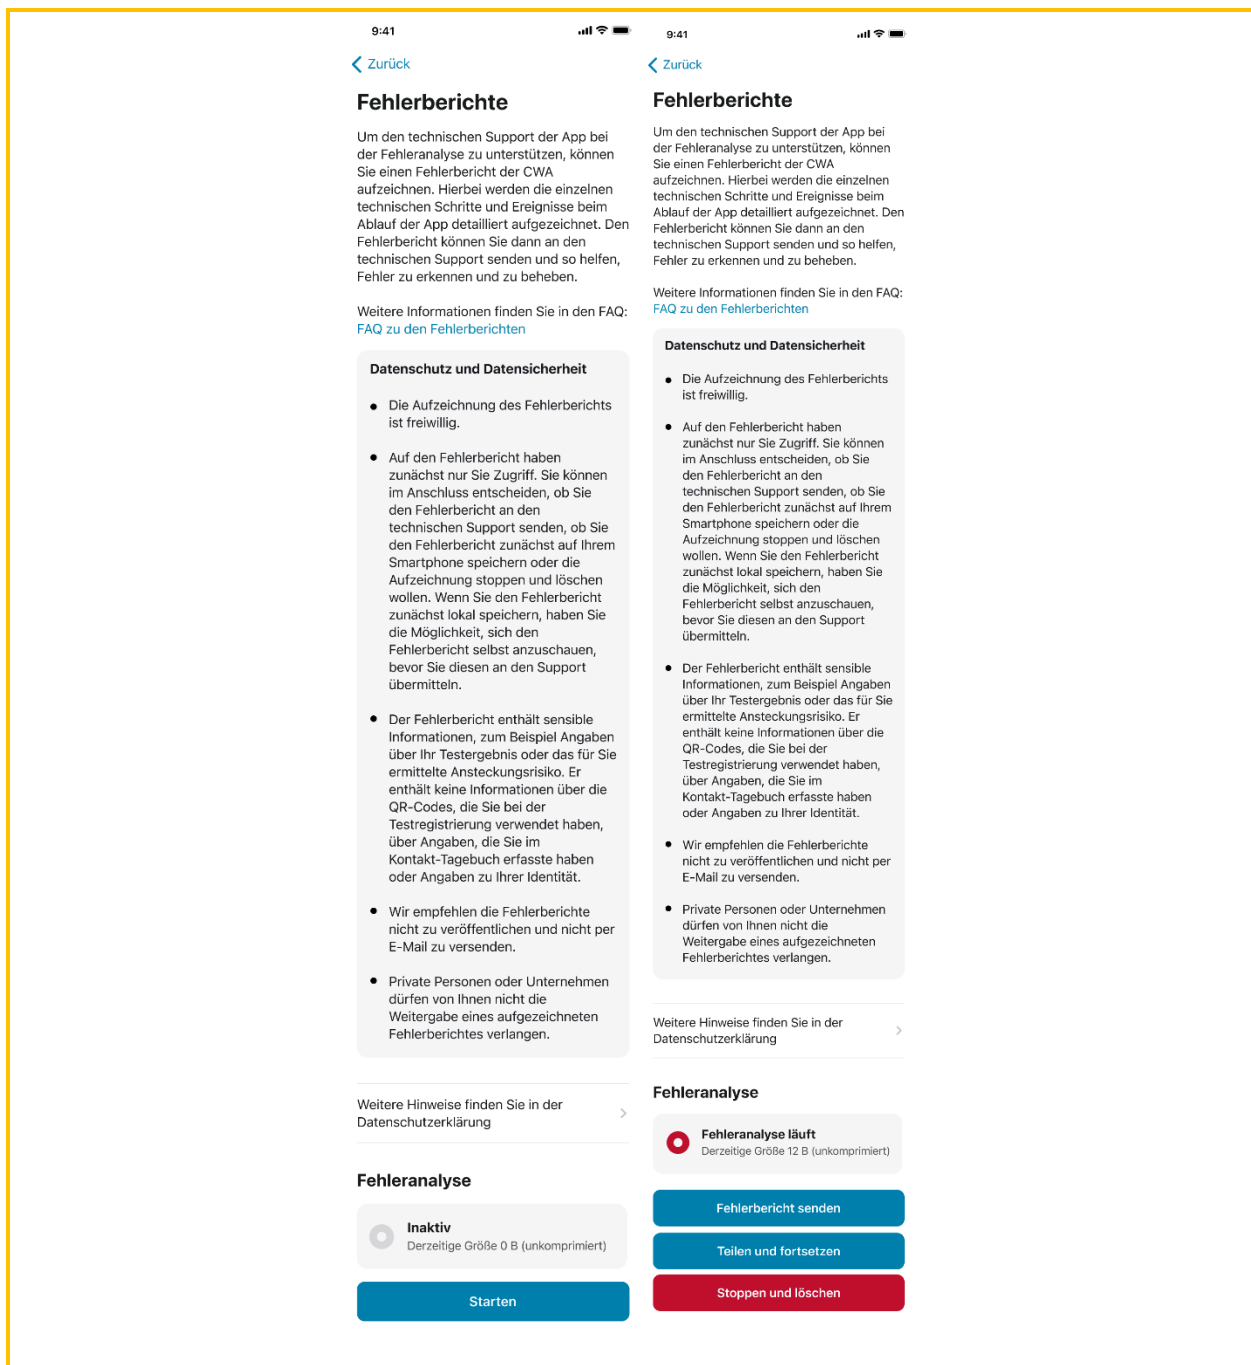 9:41
Zurück
Fehlerberichte
Um den technischen Support der App bei
der Fehleranalyse zu unterstützen, können
Sie einen Fehlerbericht der CWA
aufzeichnen. Hierbei werden die einzelnen
technischen Schritte und Ereignisse beim
Ablauf der App detailliert aufgezeichnet. Den
Fehlerbericht können Sie dann an den
technischen Support senden und so helfen,
Fehler zu erkennen und zu beheben.
Weitere Informationen finden Sie in den FAQ:
FAQ zu den Fehlerberichten
Datenschutz und Datensicherheit
● Die Aufzeichnung des Fehlerberichts
ist freiwillig.
● Auf den Fehlerbericht haben
zunächst nur Sie Zugriff. Sie können
im Anschluss entscheiden, ob Sie
den Fehlerbericht an den
technischen Support senden, ob Sie
den Fehlerbericht zunächst auf Ihrem
Smartphone speichern oder die
Aufzeichnung stoppen und löschen
wollen. Wenn Sie den Fehlerbericht
zunächst lokal speichern, haben Sie
die Möglichkeit, sich den
Fehlerbericht selbst anzuschauen,
bevor Sie diesen an den Support
übermitteln.
● Der Fehlerbericht enthält sensible
Informationen, zum Beispiel Angaben
über Ihr Testergebnis oder das für Sie
ermittelte Ansteckungsrisiko. Er
enthält keine Informationen über die
QR-Codes, die Sie bei der
Testregistrierung verwendet haben,
über Angaben, die Sie im
Kontakt-Tagebuch erfasste haben
oder Angaben zu Ihrer Identität.
● Wir empfehlen die Fehlerberichte
nicht zu veröffentlichen und nicht per
E-Mail zu versenden.
● Private Personen oder Unternehmen
dürfen von Ihnen nicht die
Weitergabe eines aufgezeichneten
Fehlerberichtes verlangen.
Weitere Hinweise finden Sie in der
Datenschutzerklärung
Fehleranalyse
Inaktiv
Derzeitige Größe 0 B (unkomprimiert)
Starten
9:41
Zurück
Fehlerberichte
Um den technischen Support der App bei
der Fehleranalyse zu unterstützen, können
Sie einen Fehlerbericht der CWA
aufzeichnen. Hierbei werden die einzelnen
technischen Schritte und Ereignisse beim
Ablauf der App detailliert aufgezeichnet. Den
Fehlerbericht können Sie dann an den
technischen Support senden und so helfen,
Fehler zu erkennen und zu beheben.
Weitere Informationen finden Sie in den FAQ:
FAQ zu den Fehlerberichten
Datenschutz und Datensicherheit
● Die Aufzeichnung des Fehlerberichts
ist freiwillig.
● Auf den Fehlerbericht haben
zunächst nur Sie Zugriff. Sie können
im Anschluss entscheiden, ob Sie
den Fehlerbericht an den
technischen Support senden, ob Sie
den Fehlerbericht zunächst auf Ihrem
Smartphone speichern oder die
Aufzeichnung stoppen und löschen
wollen. Wenn Sie den Fehlerbericht
zunächst lokal speichern, haben Sie
die Möglichkeit, sich den
Fehlerbericht selbst anzuschauen,
bevor Sie diesen an den Support
übermitteln.
● Der Fehlerbericht enthält sensible
Informationen, zum Beispiel Angaben
über Ihr Testergebnis oder das für Sie
ermittelte Ansteckungsrisiko. Er
enthält keine Informationen über die
QR-Codes, die Sie bei der
Testregistrierung verwendet haben,
über Angaben, die Sie im
Kontakt-Tagebuch erfasste haben
oder Angaben zu Ihrer Identität.
● Wir empfehlen die Fehlerberichte
nicht zu veröffentlichen und nicht per
E-Mail zu versenden.
● Private Personen oder Unternehmen
dürfen von Ihnen nicht die
Weitergabe eines aufgezeichneten
Fehlerberichtes verlangen.
Weitere Hinweise finden Sie in der
Datenschutzerklärung
Fehleranalyse
Fehleranalyse läuft
Derzeitige Größe 12 B (unkomprimiert)
Fehlerbericht senden
Teilen und fortsetzen
Stoppen und löschen